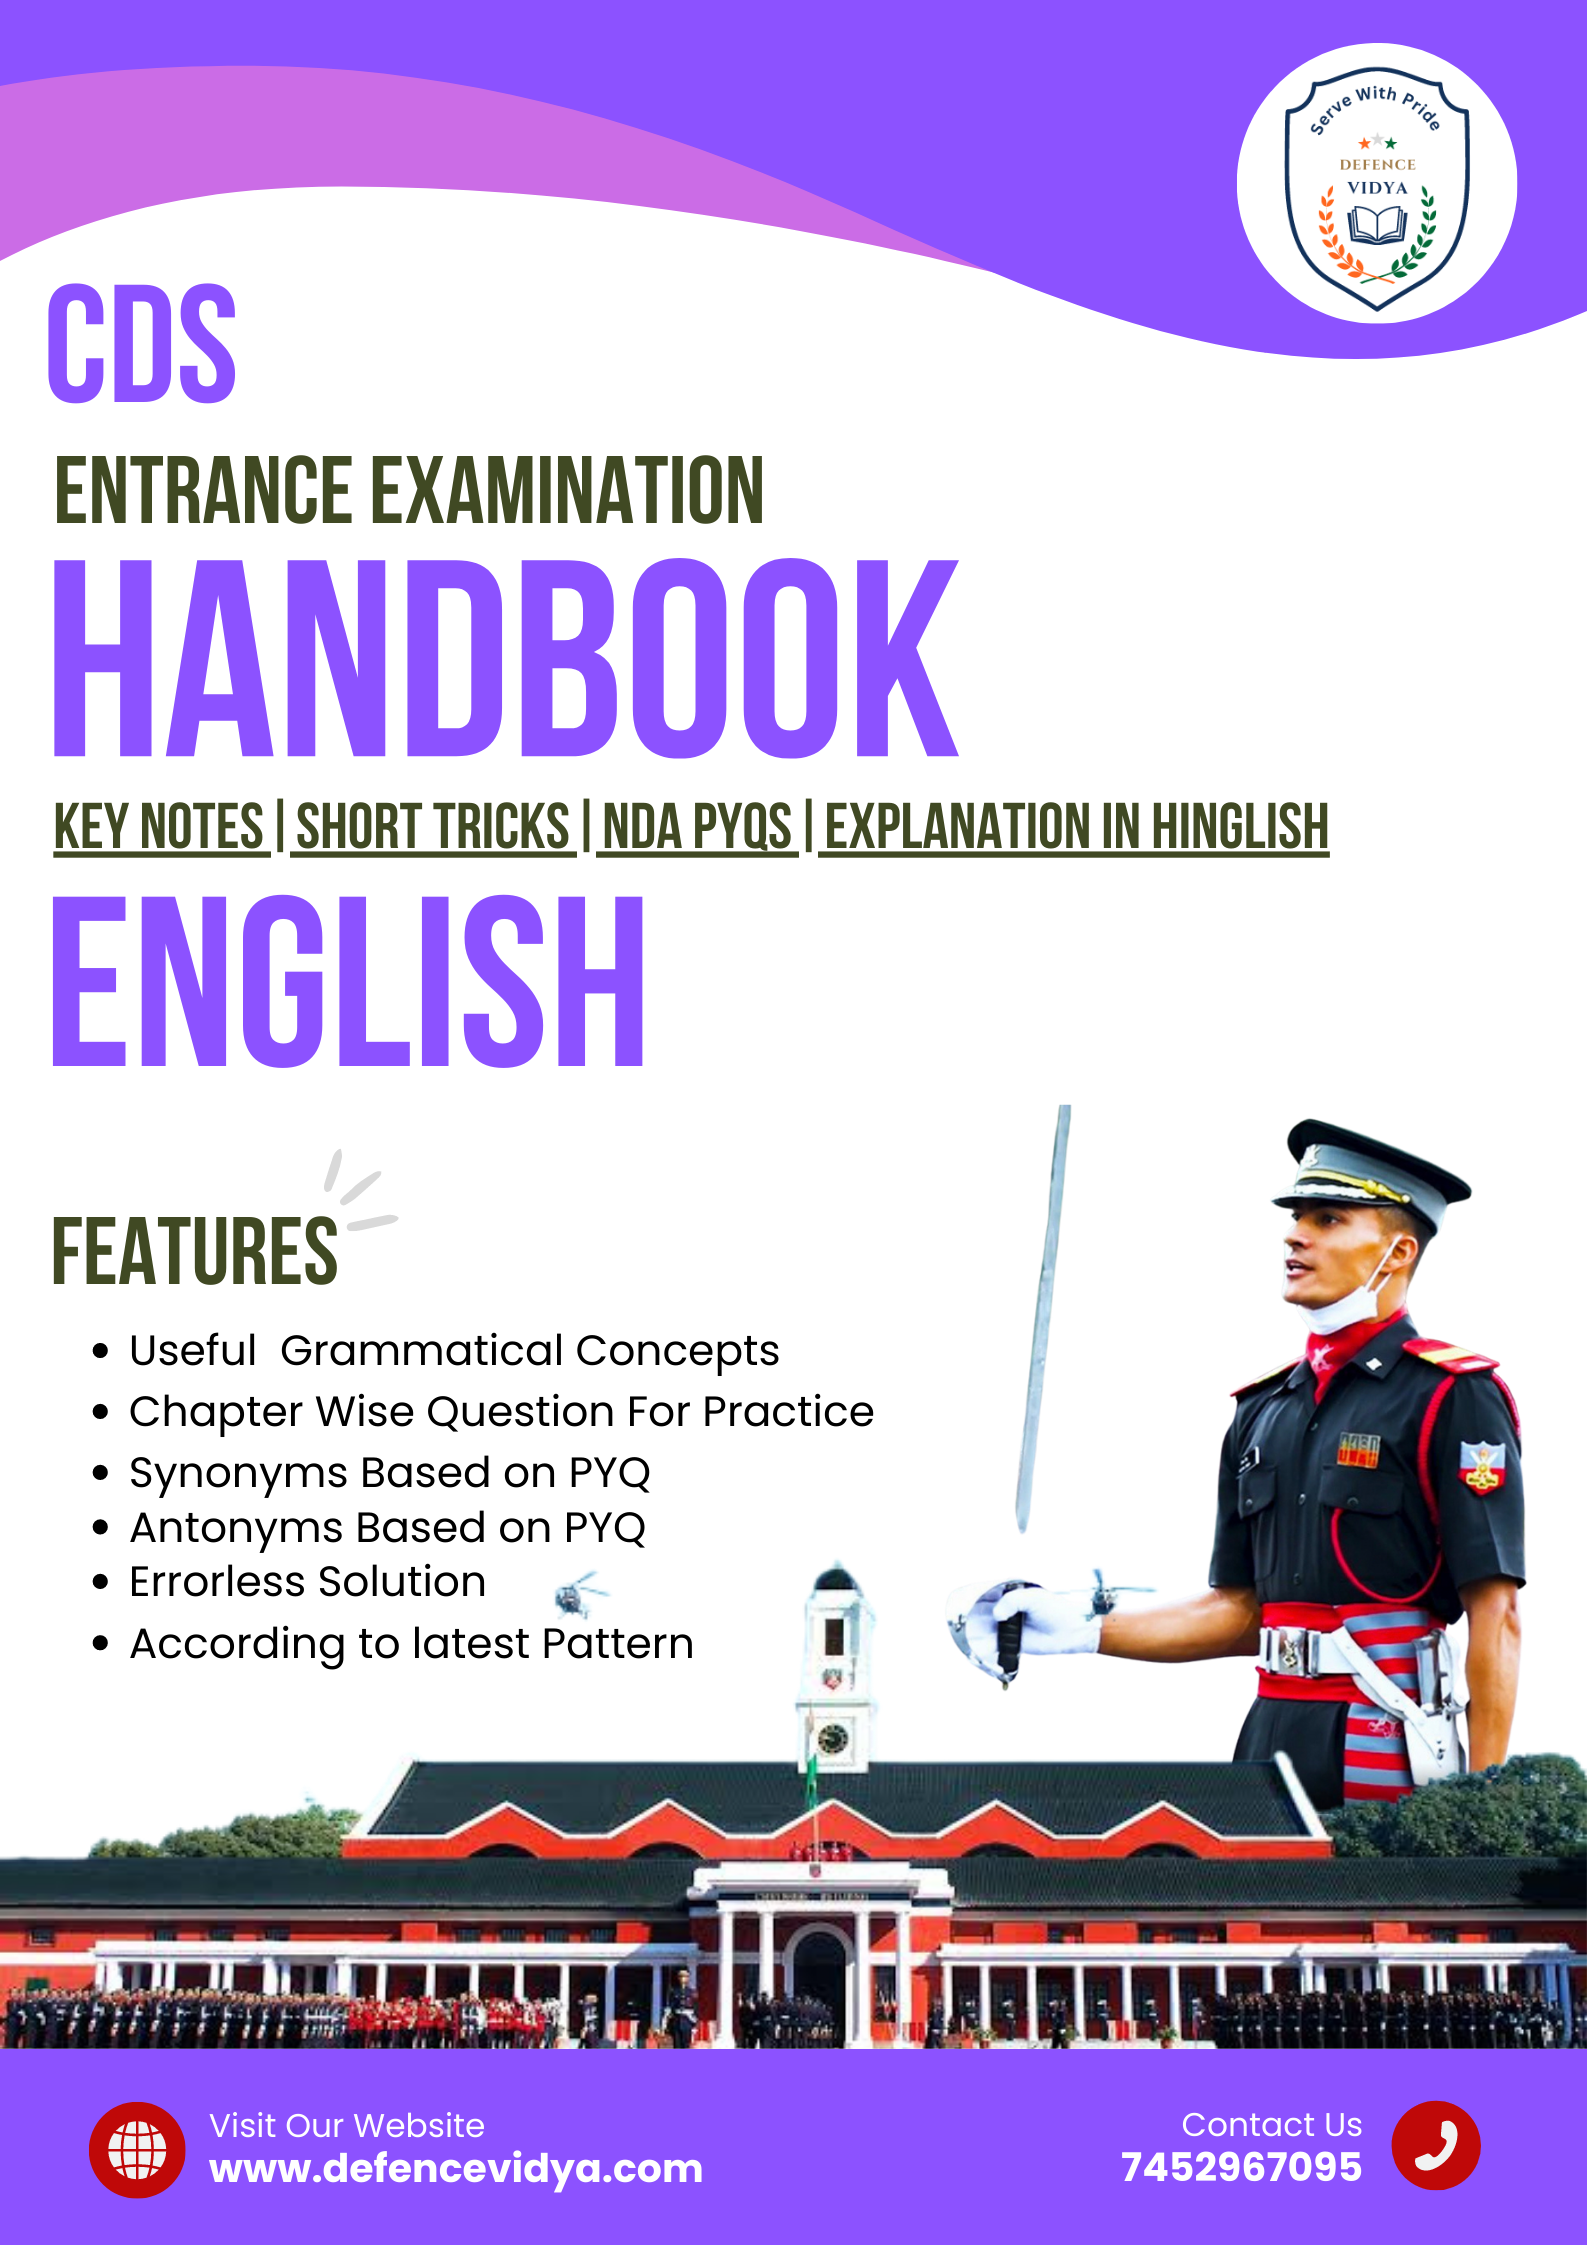 Serve With Pride
DEFENCE
VIDYA
CDS
ENTRANCE EXAMINATION
HANDBOOK
KEY NOTES | SHORT TRICKS | NDA PYQS | EXPLANATION IN HINGLISH
ENGLISH
FEATURES
• Useful  Grammatical Concepts
• Chapter Wise Question For Practice
• Synonyms Based on PYQ
• Antonyms Based on PYQ
• Errorless Solution
• According to latest Pattern
Visit Our Website
www.defencevidya.com
Contact Us
7452967095